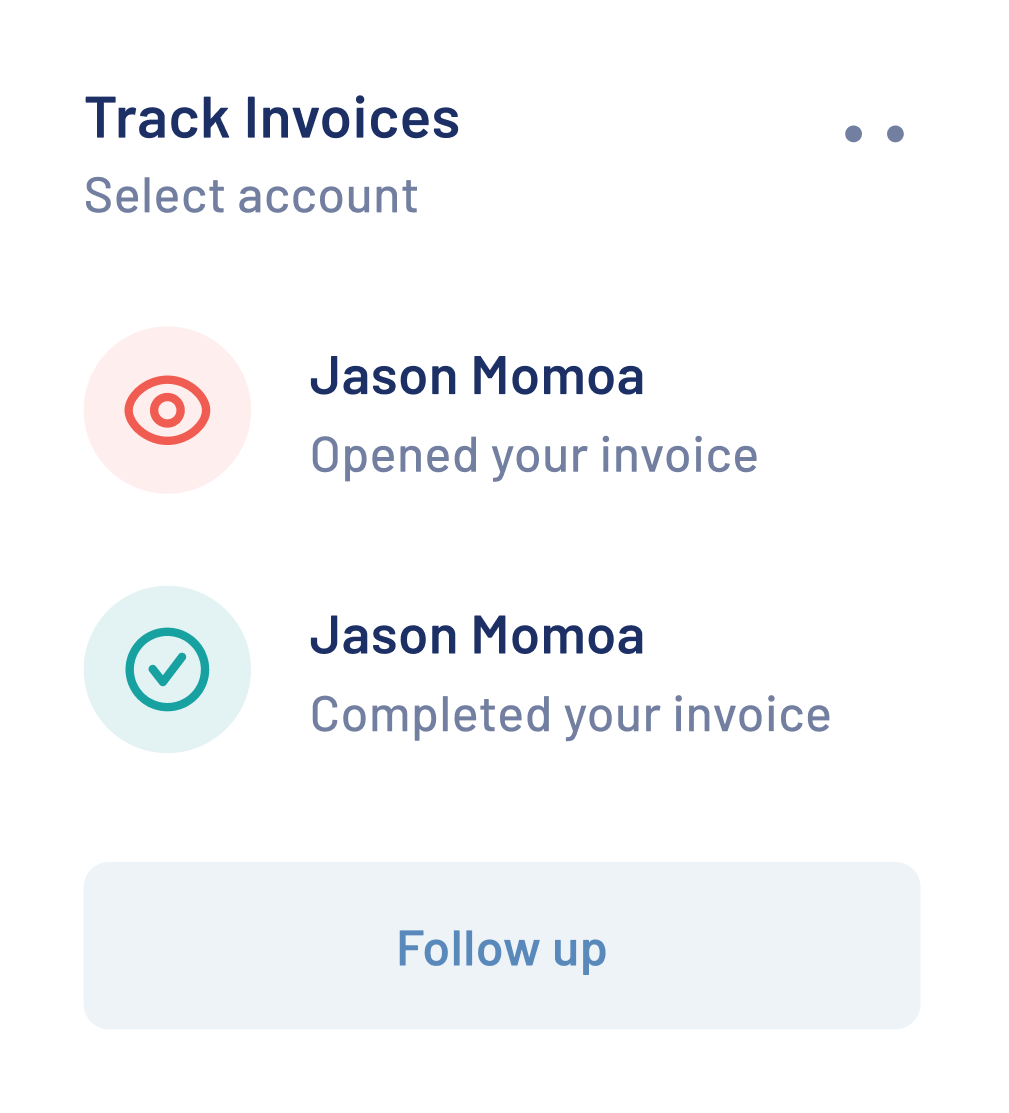 Track Invoices
Select account
Jason Momoa
Opened your invoice
Jason Momoa
Completed your invoice
Follow up